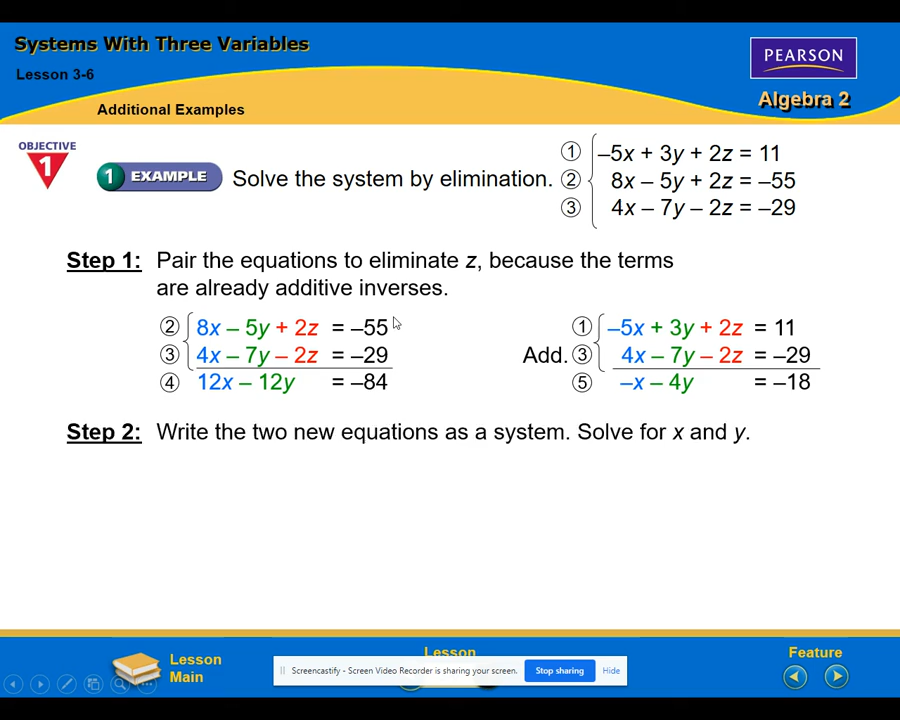 Systems With Three Variables
Lesson 3-6
PEARSON
Algebra 2
Additional Examples
OBJECTIVE
1
1 EXAMPLE Solve the system by elimination.
① –5x + 3y + 2z = 11
② 8x – 5y + 2z = –55
③ 4x – 7y – 2z = –29
Step 1: Pair the equations to eliminate z, because the terms
are already additive inverses.
② 8x – 5y + 2z = –55
③ 4x – 7y – 2z = –29
④ 12x – 12y = –84
① –5x + 3y + 2z = 11
Add. ③ 4x – 7y – 2z = –29
⑤ –x – 4y = –18
Step 2: Write the two new equations as a system. Solve for x and y.
Lesson
Main
Lesson
Feature
Screencastify - Screen Video Recorder is sharing your screen. Stop sharing Hide